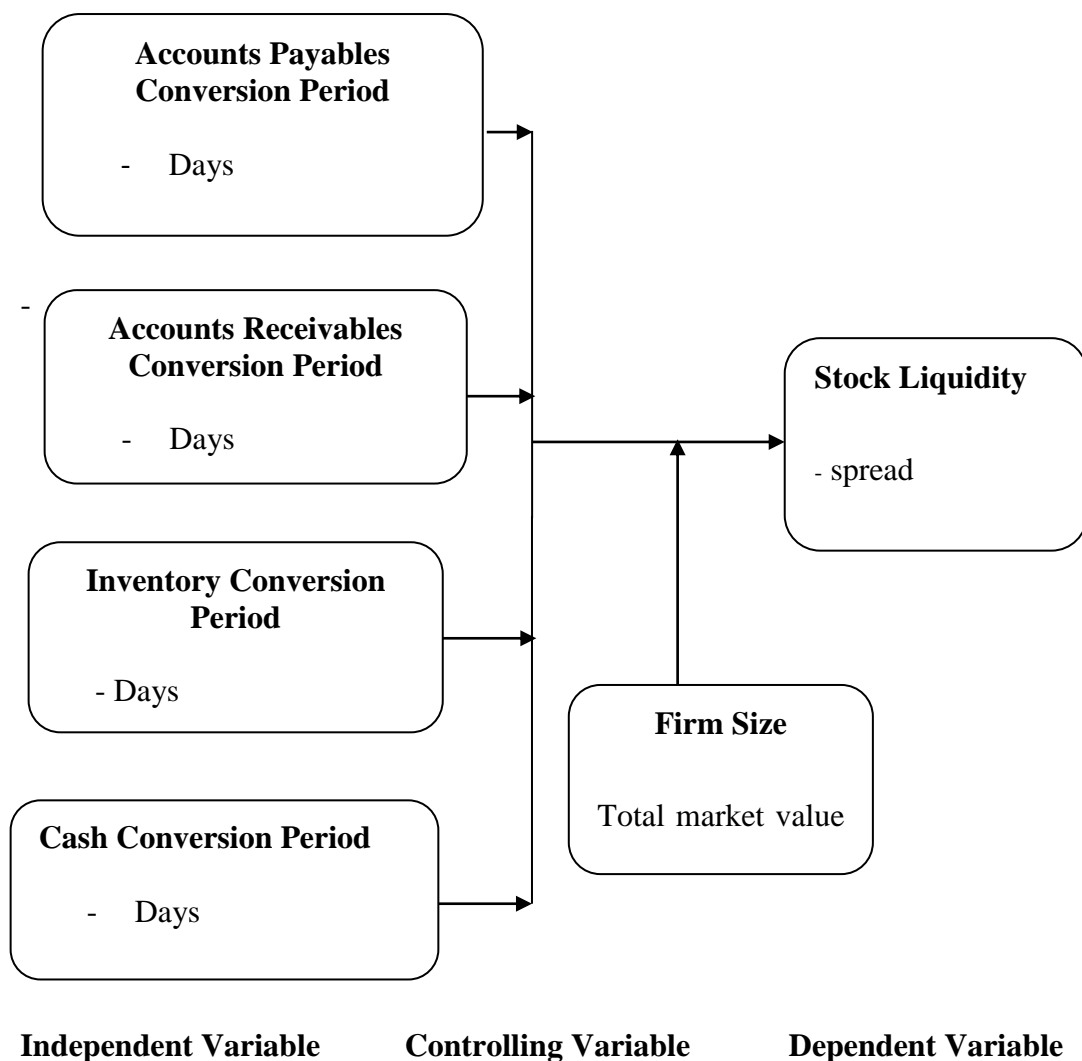 Accounts Payables
Conversion Period
- Days
-
Accounts Receivables
Conversion Period
- Days
Stock Liquidity
- spread
Inventory Conversion
Period
- Days
Firm Size
Total market value
Cash Conversion Period
- Days
Independent Variable Controlling Variable Dependent Variable